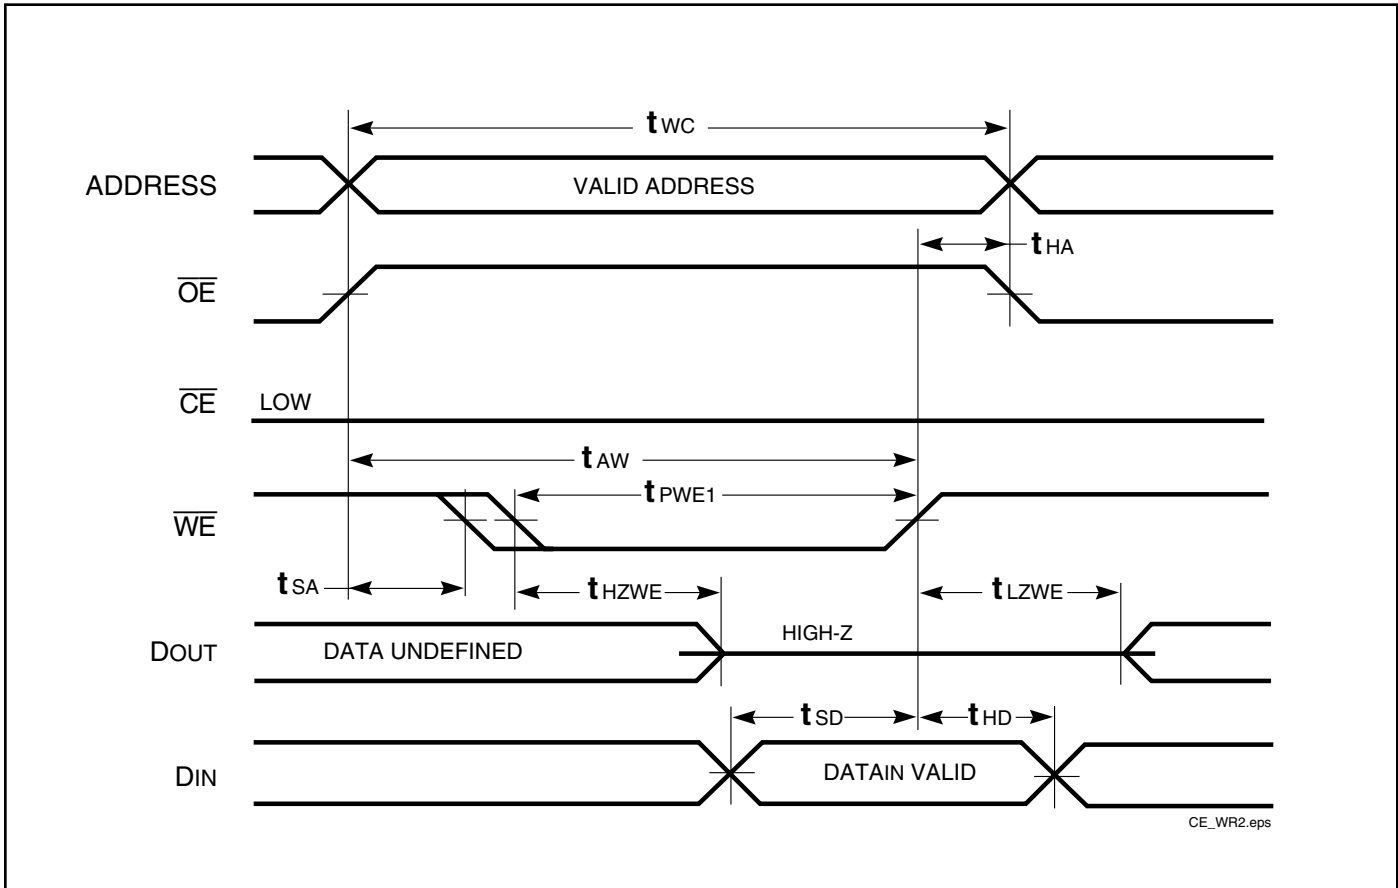 tWC
ADDRESS
VALID ADDRESS
tHA
OE
CE
LOW
tAW
tPWE1
WE
tSA
tHZWE
tLZWE
DOUT
DATA UNDEFINED
HIGH-Z
tSD
tHD
DIN
DATAIN VALID
CE_WR2.eps